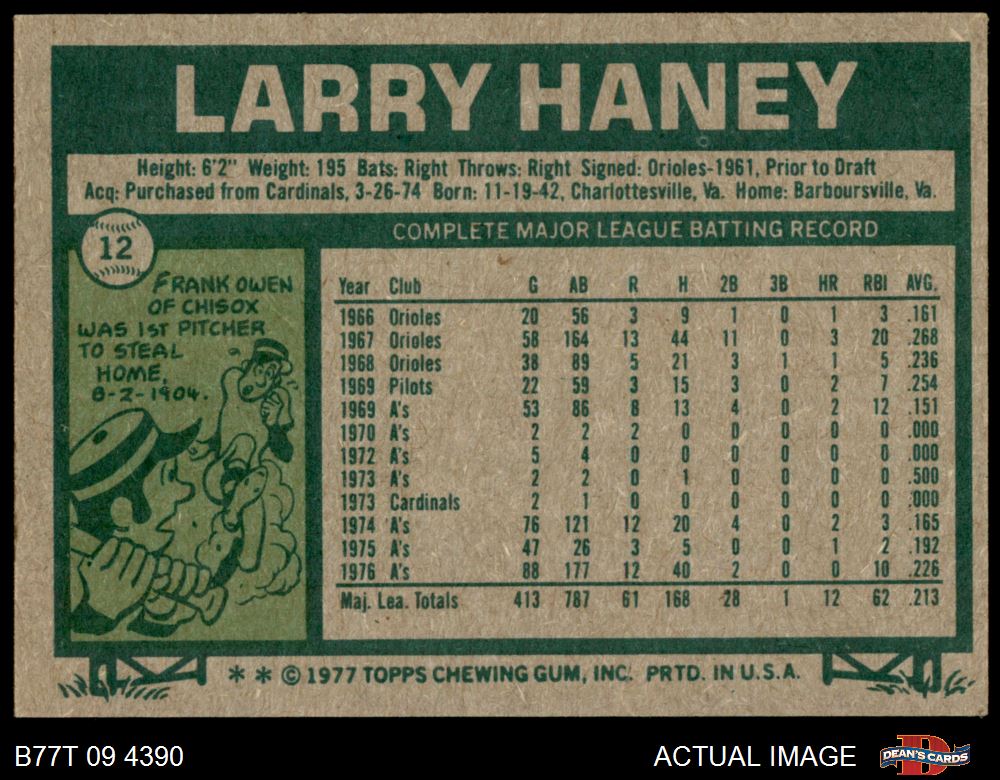 LARRY HANEY
Height: 6'2" Weight: 195 Bats: Right Throws: Right Signed: Orioles-1961, Prior to Draft
Acq: Purchased from Cardinals, 3-26-74 Born: 11-19-42, Charlottesville, Va. Home: Barboursville, Va.
12
FRANK OWEN
OF CHISOX
WAS 1ST PITCHER
TO STEAL
HOME,
8-2-1904.
COMPLETE MAJOR LEAGUE BATTING RECORD
Year Club G AB R H 2B 3B HR RBI AVG.
1966 Orioles 20 56 3 9 1 0 1 3 .161
1967 Orioles 58 164 13 44 11 0 3 20 .268
1968 Orioles 38 89 5 21 3 1 1 5 .236
1969 Pilots 22 59 3 15 3 0 2 7 .254
1969 A's 53 86 8 13 4 0 2 12 .151
1970 A's 2 2 2 0 0 0 0 0 .000
1972 A's 5 4 0 0 0 0 0 0 .000
1973 A's 2 2 0 1 0 0 0 0 .500
1973 Cardinals 2 1 0 0 0 0 0 0 .000
1974 A's 76 121 12 20 4 0 2 3 .165
1975 A's 47 26 3 5 0 0 1 2 .192
1976 A's 88 177 12 40 2 0 0 10 .226
Maj. Lea. Totals 413 787 61 168 28 1 12 62 .213
* * © 1977 TOPPS CHEWING GUM, INC. PRTD. IN U.S.A.
B77T 09 4390 ACTUAL IMAGE DEAN'S CARDS